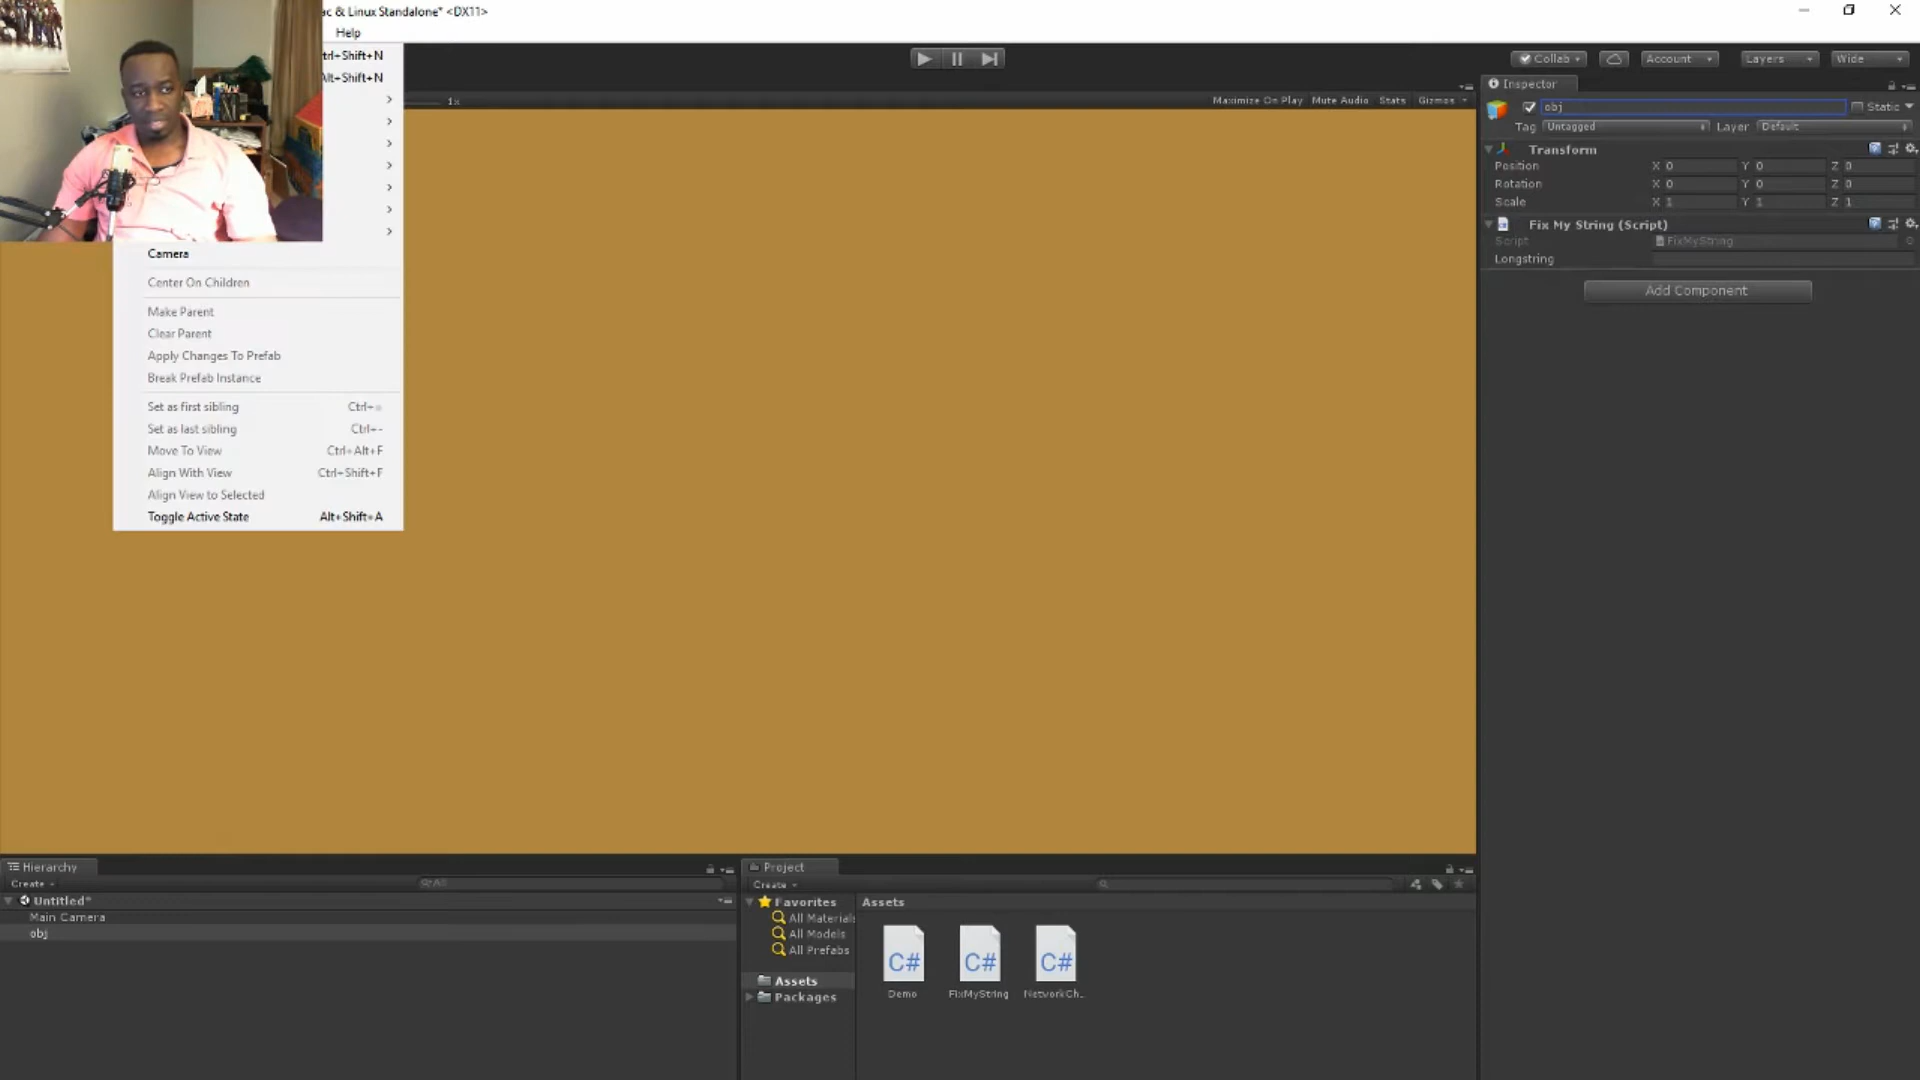 ac & Linux Standalone* <DX11>
Help
trl+Shift+N
Alt+Shift+N
Camera
Center On Children
Make Parent
Clear Parent
Apply Changes To Prefab
Break Prefab Instance
Set as first sibling Ctrl+=
Set as last sibling Ctrl+-
Move To View Ctrl+Alt+F
Align With View Ctrl+Shift+F
Align View to Selected
Toggle Active State Alt+Shift+A
Collab Account Layers Wide
1x Maximize On Play Mute Audio Stats Gizmos
Inspector
obj Static
Tag Untagged Layer Default
Transform
Position X 0 Y 0 Z 0
Rotation X 0 Y 0 Z 0
Scale X 1 Y 1 Z 1
Fix My String (Script)
Script FixMyString
Longstring
Add Component
Hierarchy
Create All
Untitled*
Main Camera
obj
Project
Create
Favorites
All Materials
All Models
All Prefabs
Assets
Packages
Assets
C# C# C#
Demo FixMyString NetworkCh...